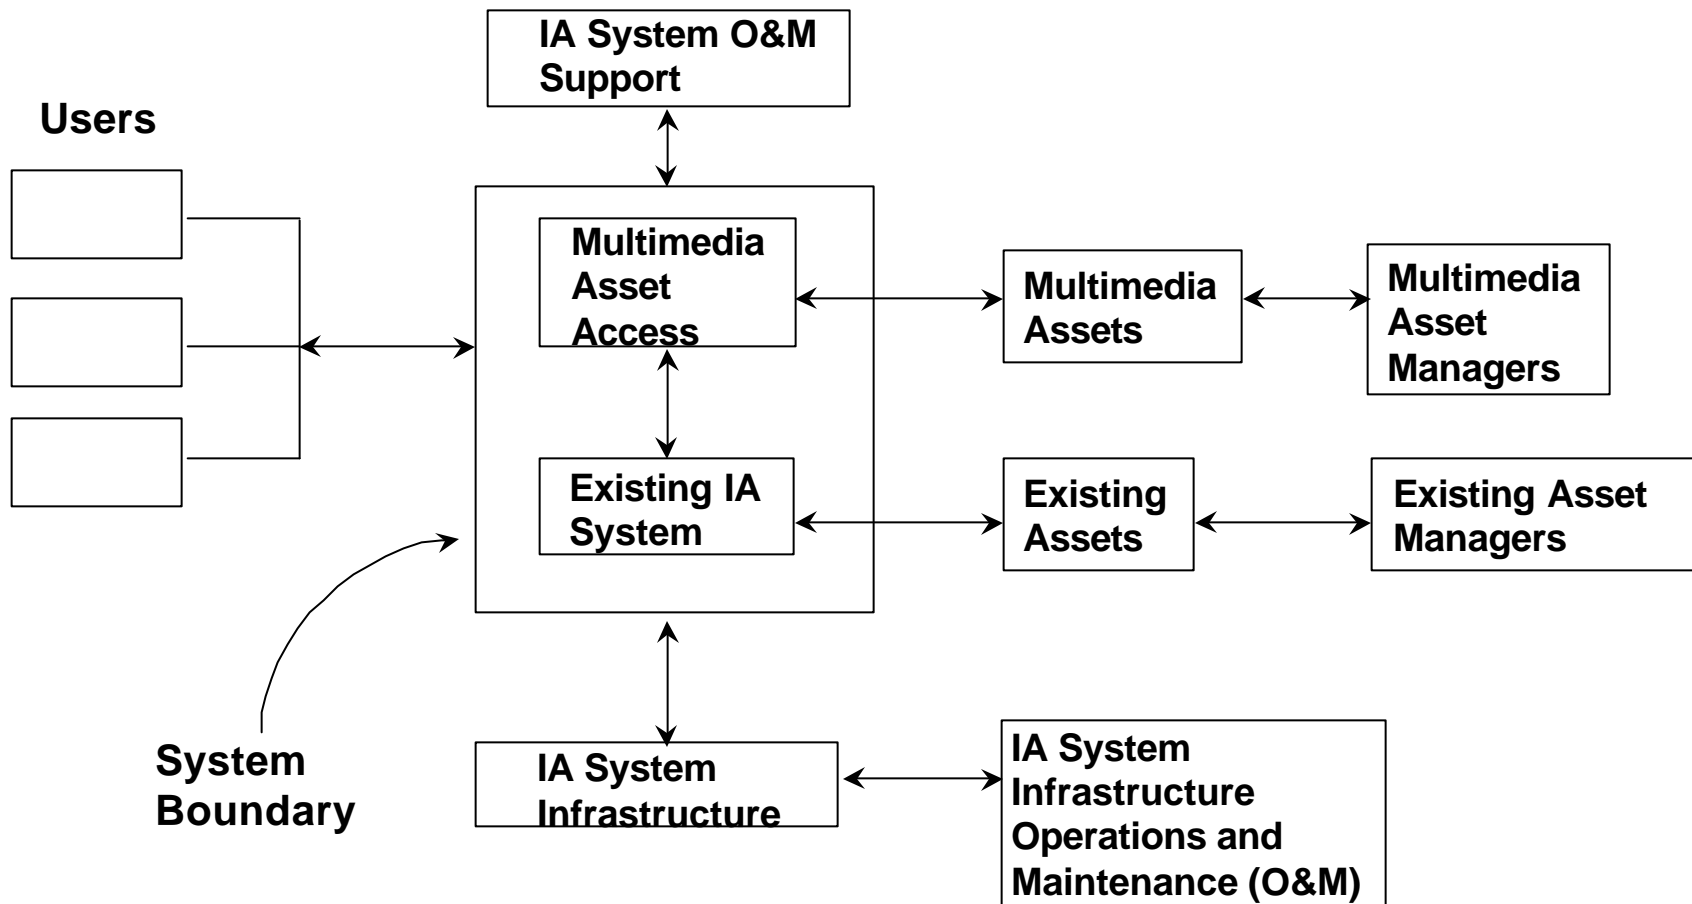 IA System O&M
Support
Users
Multimedia
Asset
Access
Multimedia
Assets
Multimedia
Asset
Managers
Existing IA
System
Existing
Assets
Existing Asset
Managers
System
Boundary
IA System
Infrastructure
IA System
Infrastructure
Operations and
Maintenance (O&M)